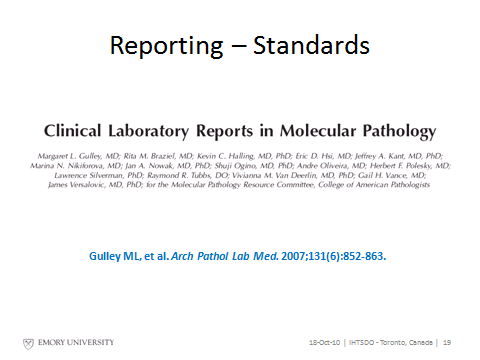 Reporting – Standards
Clinical Laboratory Reports in Molecular Pathology
Margaret L. Gulley, MD; Rita M. Braziel, MD; Kevin C. Halling, MD, PhD; Eric D. Hsi, MD; Jeffrey A. Kant, MD, PhD;
Marina N. Nikiforova, MD; Jan A. Nowak, MD, PhD; Shuji Ogino, MD, PhD; Andre Oliveira, MD; Herbert F. Polesky, MD;
Lawrence Silverman, PhD; Raymond R. Tubbs, DO; Vivianna M. Van Deerlin, MD, PhD; Gail H. Vance, MD;
James Versalovic, MD, PhD; for the Molecular Pathology Resource Committee, College of American Pathologists
Gulley ML, et al. Arch Pathol Lab Med. 2007;131(6):852-863.
EMORY UNIVERSITY
18-Oct-10 | IHTSDO - Toronto, Canada | 19